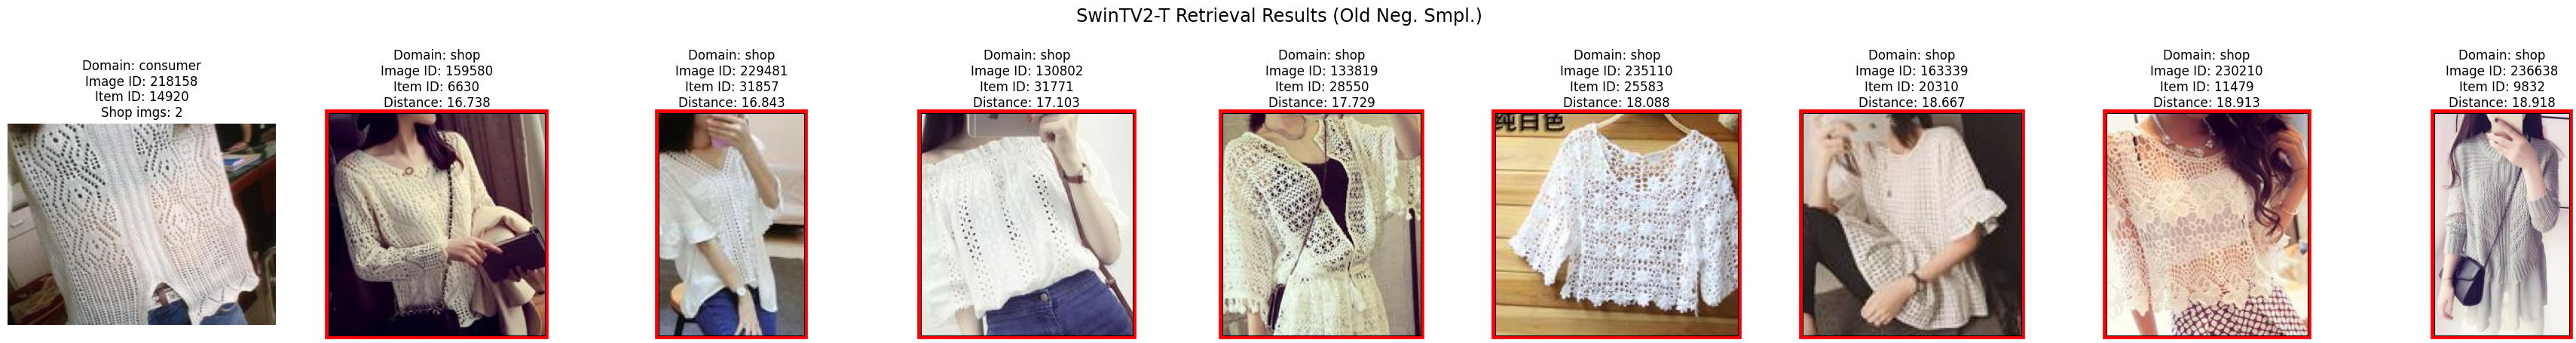 SwinTV2-T Retrieval Results (Old Neg. Smpl.)
Domain: consumer
Image ID: 218158
Item ID: 14920
Shop imgs: 2
Domain: shop
Image ID: 159580
Item ID: 6630
Distance: 16.738
Domain: shop
Image ID: 229481
Item ID: 31857
Distance: 16.843
Domain: shop
Image ID: 130802
Item ID: 31771
Distance: 17.103
Domain: shop
Image ID: 133819
Item ID: 28550
Distance: 17.729
Domain: shop
Image ID: 235110
Item ID: 25583
Distance: 18.088
纯白色
Domain: shop
Image ID: 163339
Item ID: 20310
Distance: 18.667
Domain: shop
Image ID: 230210
Item ID: 11479
Distance: 18.913
Domain: shop
Image ID: 236638
Item ID: 9832
Distance: 18.918